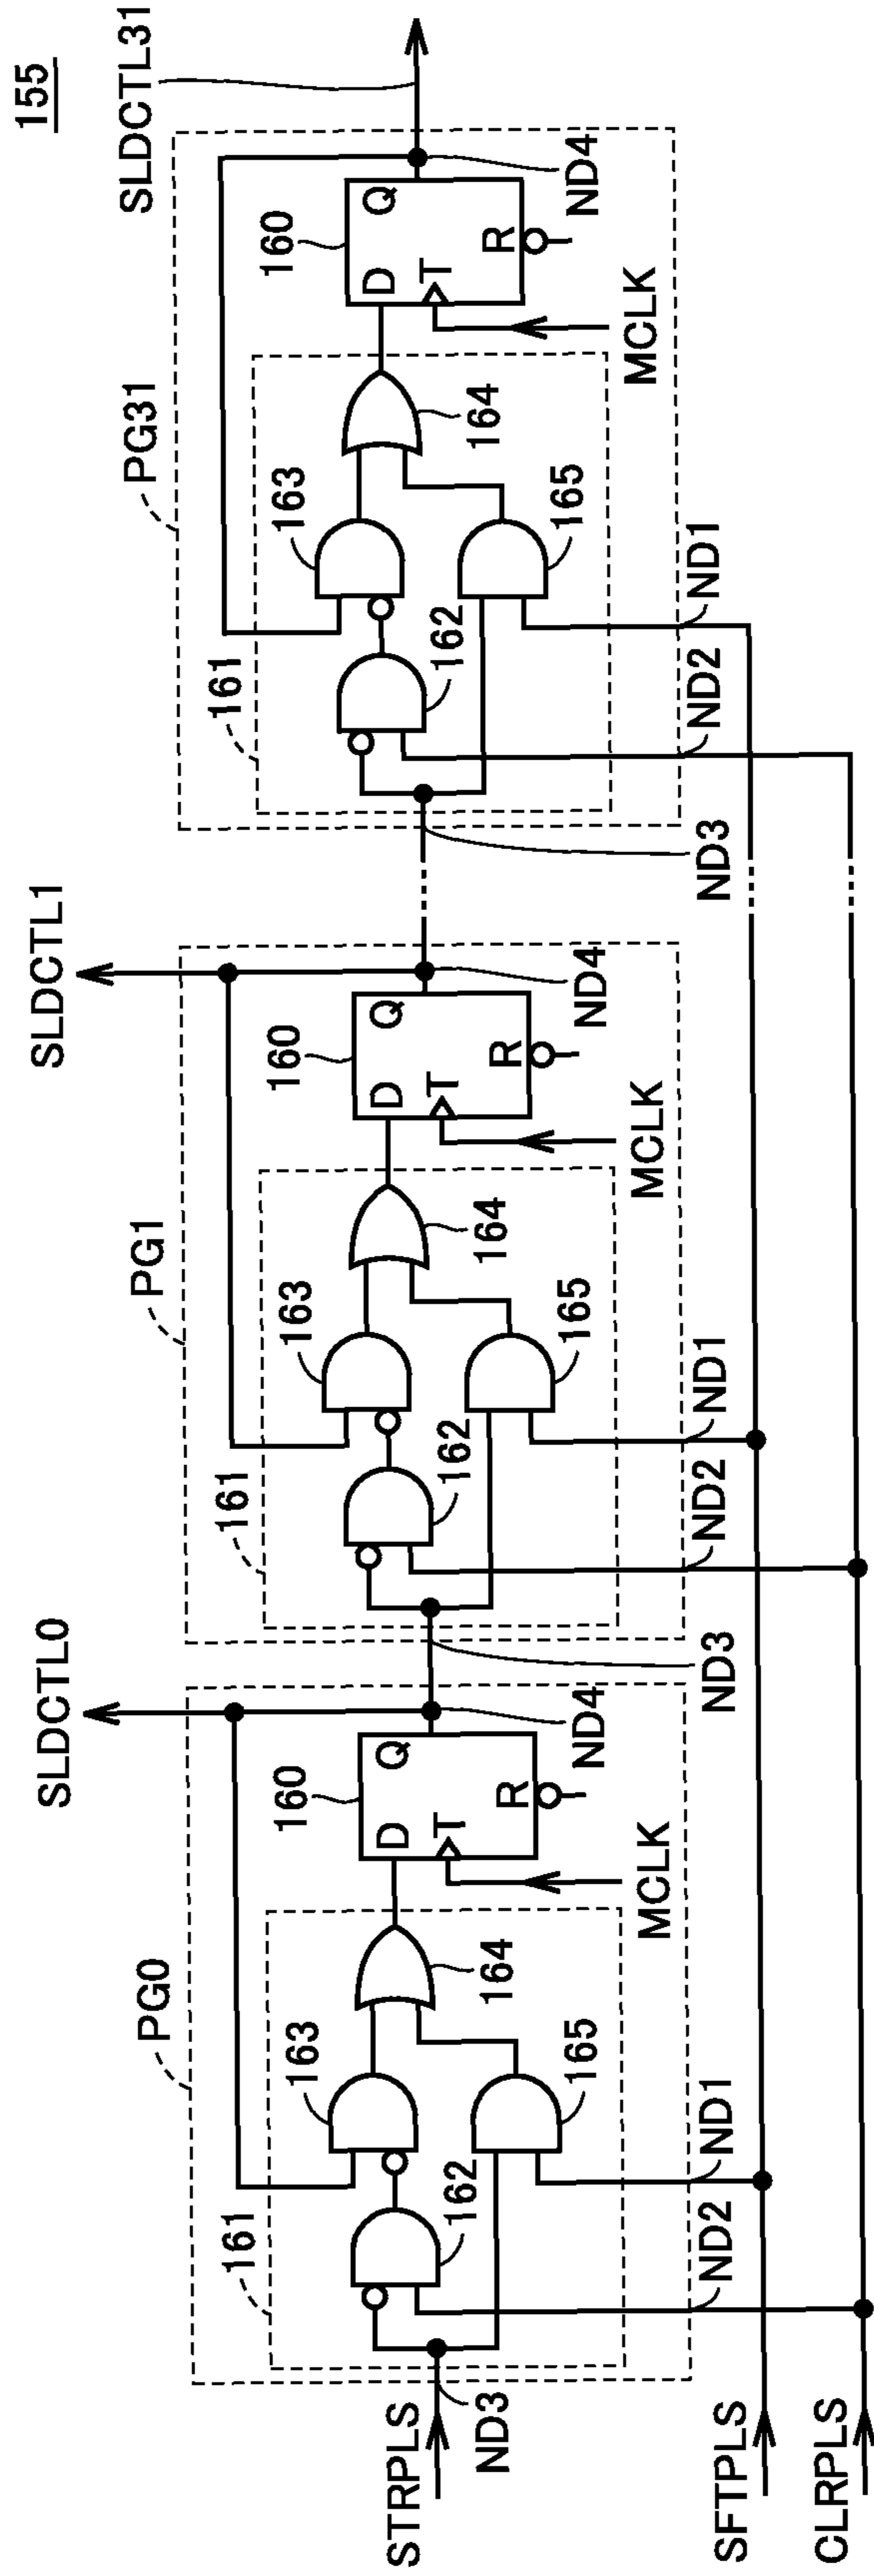 155
SLDCTL0
SLDCTL1
SLDCTL31
PG0
PG1
PG31
161
163
160
D
Q
T
R
162
164
165
ND4
MCLK
161
163
160
D
Q
T
R
162
164
165
ND4
MCLK
161
163
160
D
Q
T
R
162
164
165
ND4
MCLK
STRPLS
ND3
ND2
ND1
ND3
ND2
ND1
ND3
ND2
ND1
SFTPLS
CLRPLS